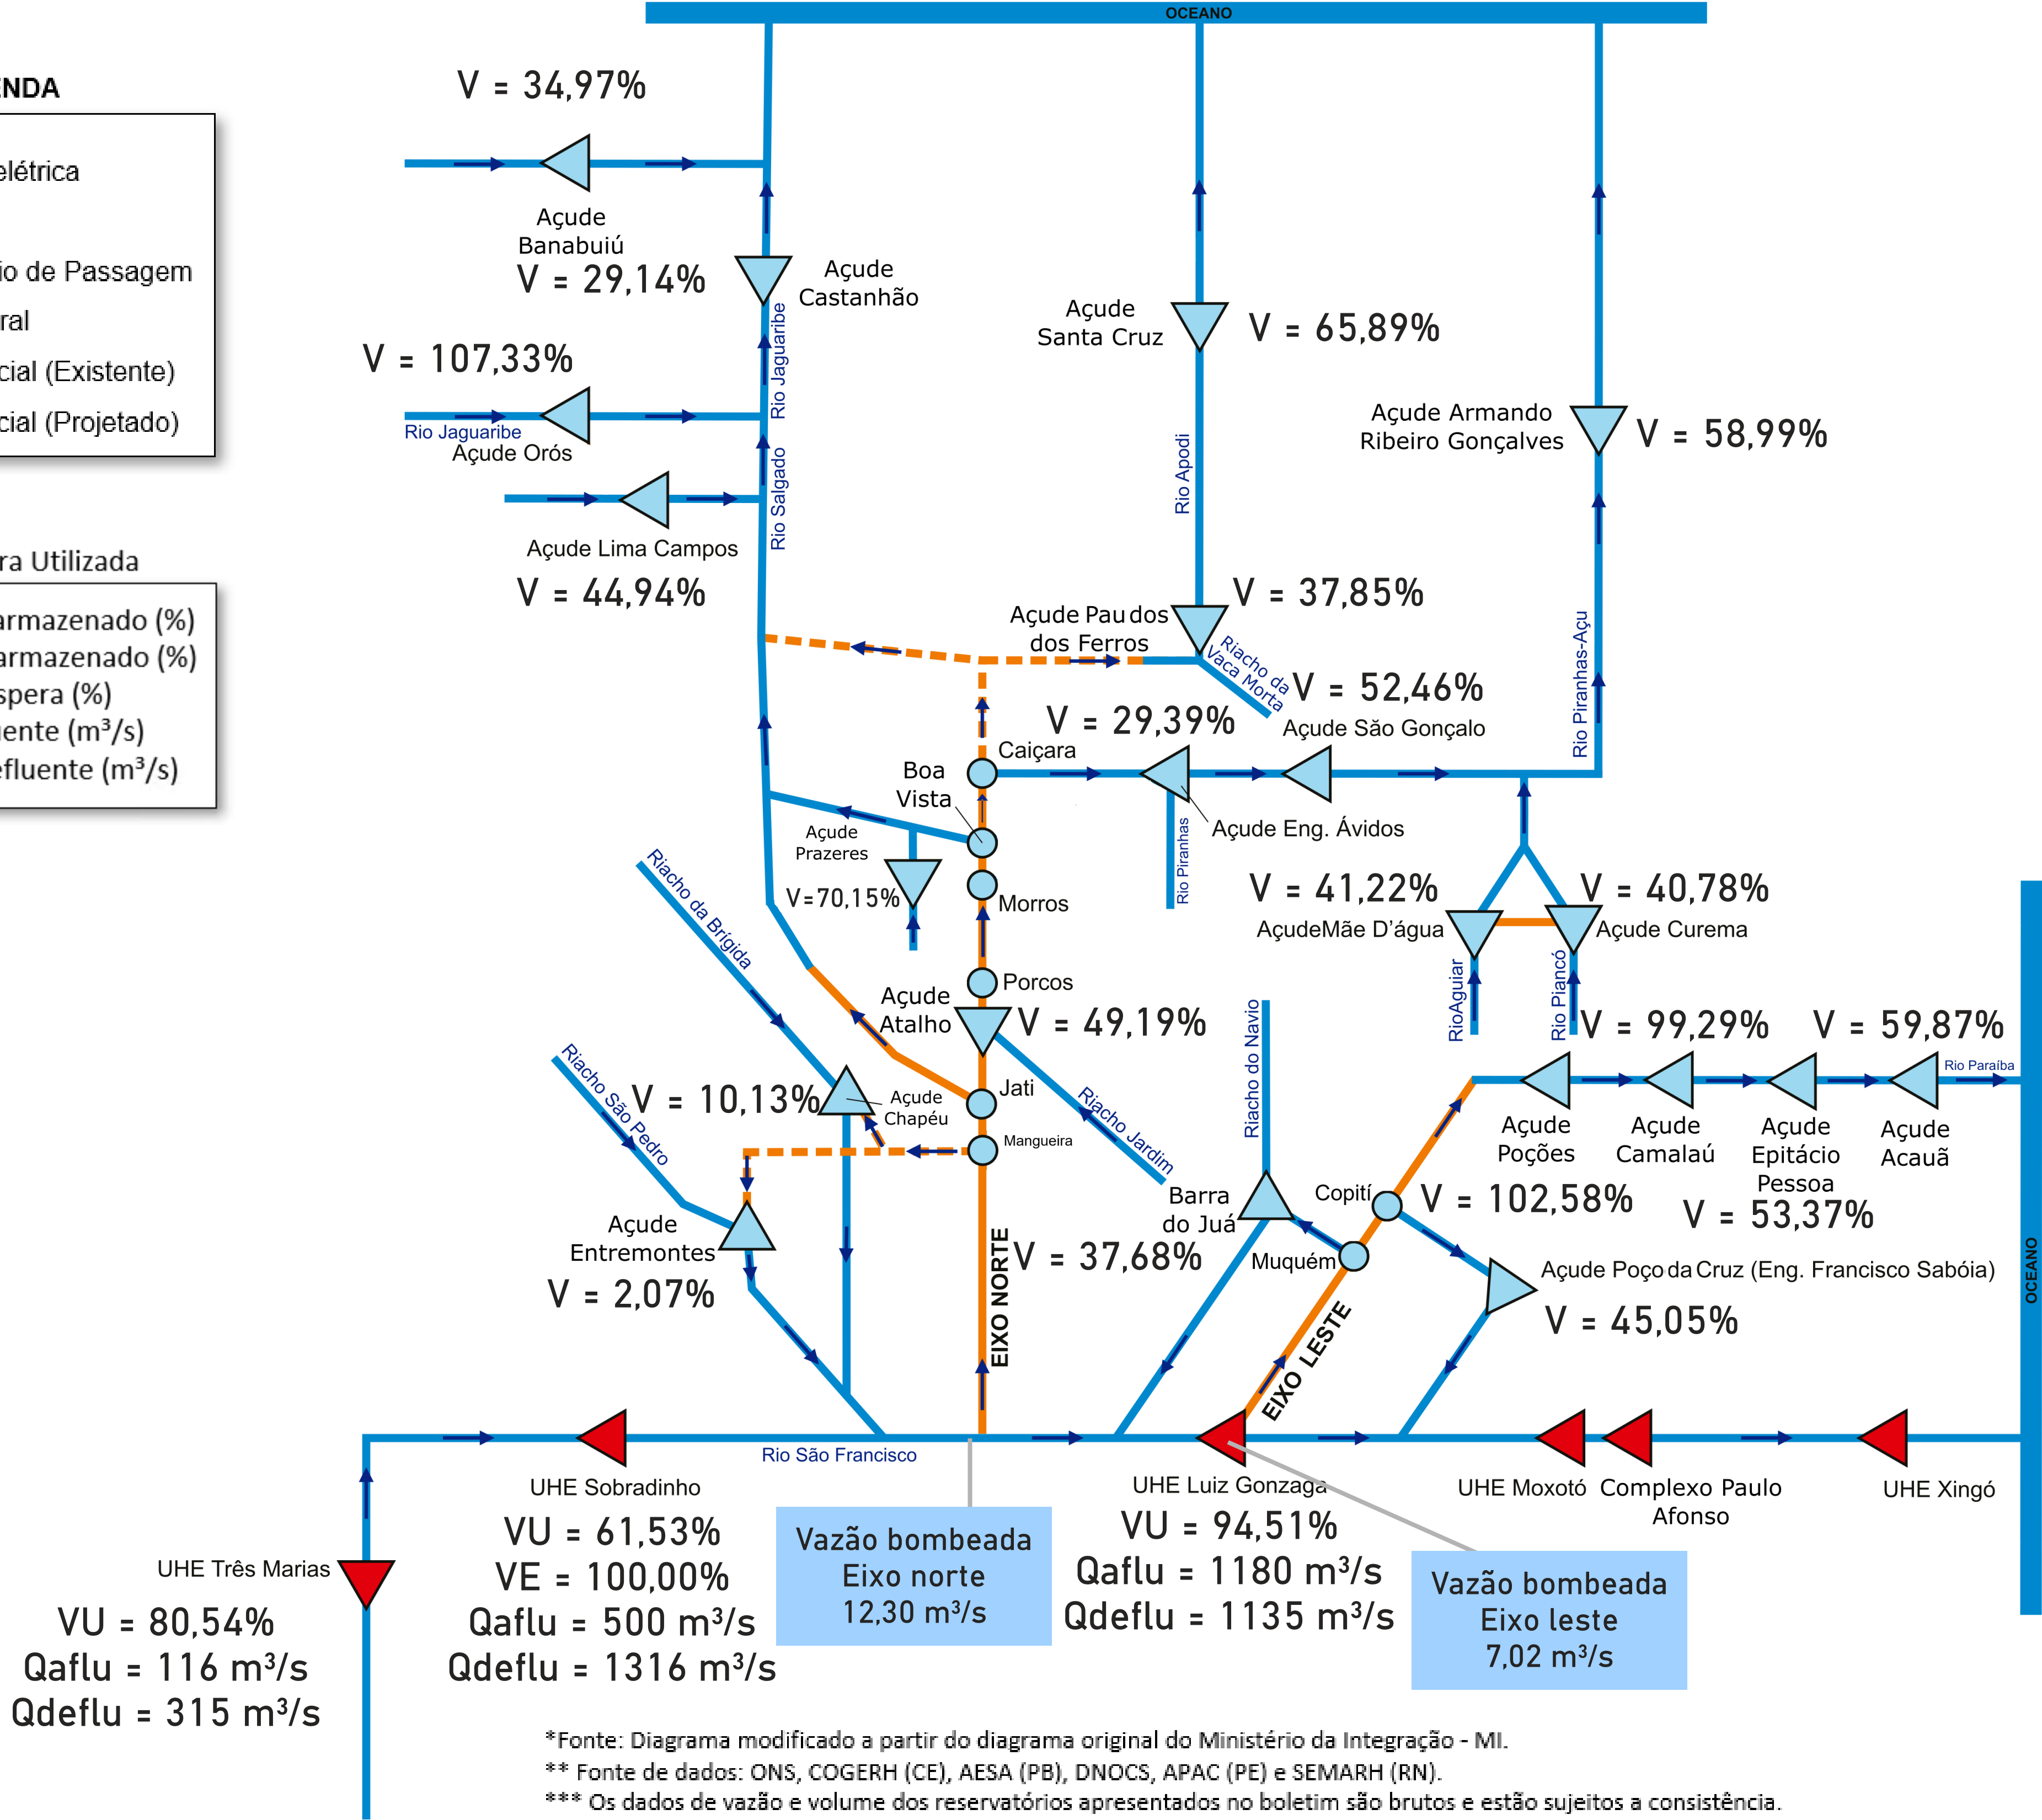 OCEANO
ENDA
elétrica
io de Passagem
ral
cial (Existente)
cial (Projetado)
ra Utilizada
armazenado (%)
armazenado (%)
spera (%)
uente (m³/s)
efluente (m³/s)
V = 34,97%
Açude
Banabuiú
V = 29,14%
Açude
Castanhão
Rio Jaguaribe
V = 107,33%
Rio Jaguaribe
Açude Orós
Rio Salgado
Açude Lima Campos
V = 44,94%
Açude
Santa Cruz
V = 65,89%
Rio Apodi
Açude Armando
Ribeiro Gonçalves
V = 58,99%
Rio Piranhas-Açu
Açude Pau dos
dos Ferros
V = 37,85%
Riacho da
Vaca Morta
V = 52,46%
Açude São Gonçalo
V = 29,39%
Caiçara
Boa
Vista
Açude Eng. Ávidos
Rio Piranhas
Açude
Prazeres
V=70,15%
Morros
Riacho da Brígida
V = 41,22%
AçudeMãe D'água
V = 40,78%
Açude Curema
RioAguiar
Rio Piancó
Porcos
Açude
Atalho
V = 49,19%
Riacho do Navio
V = 99,29%
V = 59,87%
Rio Paraíba
Riacho São Pedro
V = 10,13%
Açude
Chapéu
Jati
Mangueira
Riacho Jardim
Açude
Poções
Açude
Camalaú
Açude
Epitácio
Pessoa
Açude
Acauã
V = 102,58%
V = 53,37%
Barra
do Juá
Copití
Muquém
V = 37,68%
Açude
Entremontes
V = 2,07%
EIXO NORTE
EIXO LESTE
Açude Poço da Cruz (Eng. Francisco Sabóia)
V = 45,05%
OCEANO
Rio São Francisco
UHE Sobradinho
VU = 61,53%
VE = 100,00%
Qaflu = 500 m³/s
Qdeflu = 1316 m³/s
Vazão bombeada
Eixo norte
12,30 m³/s
UHE Luiz Gonzaga
VU = 94,51%
Qaflu = 1180 m³/s
Qdeflu = 1135 m³/s
Vazão bombeada
Eixo leste
7,02 m³/s
UHE Moxotó
Complexo Paulo
Afonso
UHE Xingó
UHE Três Marias
VU = 80,54%
Qaflu = 116 m³/s
Qdeflu = 315 m³/s
*Fonte: Diagrama modificado a partir do diagrama original do Ministério da Integração - MI.
** Fonte de dados: ONS, COGERH (CE), AESA (PB), DNOCS, APAC (PE) e SEMARH (RN).
*** Os dados de vazão e volume dos reservatórios apresentados no boletim são brutos e estão sujeitos a consistência.